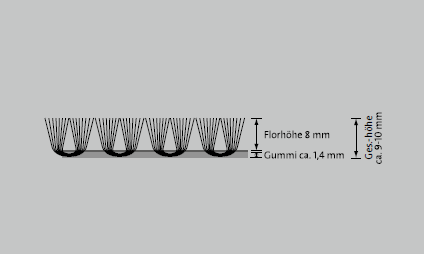 Florhöhe 8 mm
Gummi ca. 1,4 mm
Ges.-höhe
ca. 9-10 mm